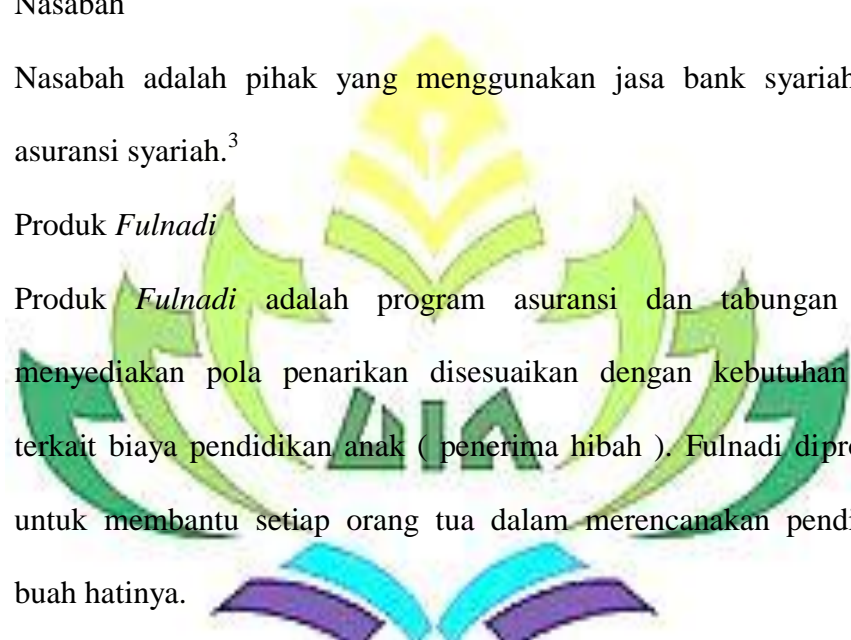 Nasabah
Nasabah adalah pihak yang menggunakan jasa bank syariah
asuransi syariah.3
Produk Fulnadi
Produk Fulnadi adalah program asuransi dan tabungan
menyediakan pola penarikan disesuaikan dengan kebutuhan
terkait biaya pendidikan anak ( penerima hibah ). Fulnadi dipro
untuk membantu setiap orang tua dalam merencanakan pendi
buah hatinya.